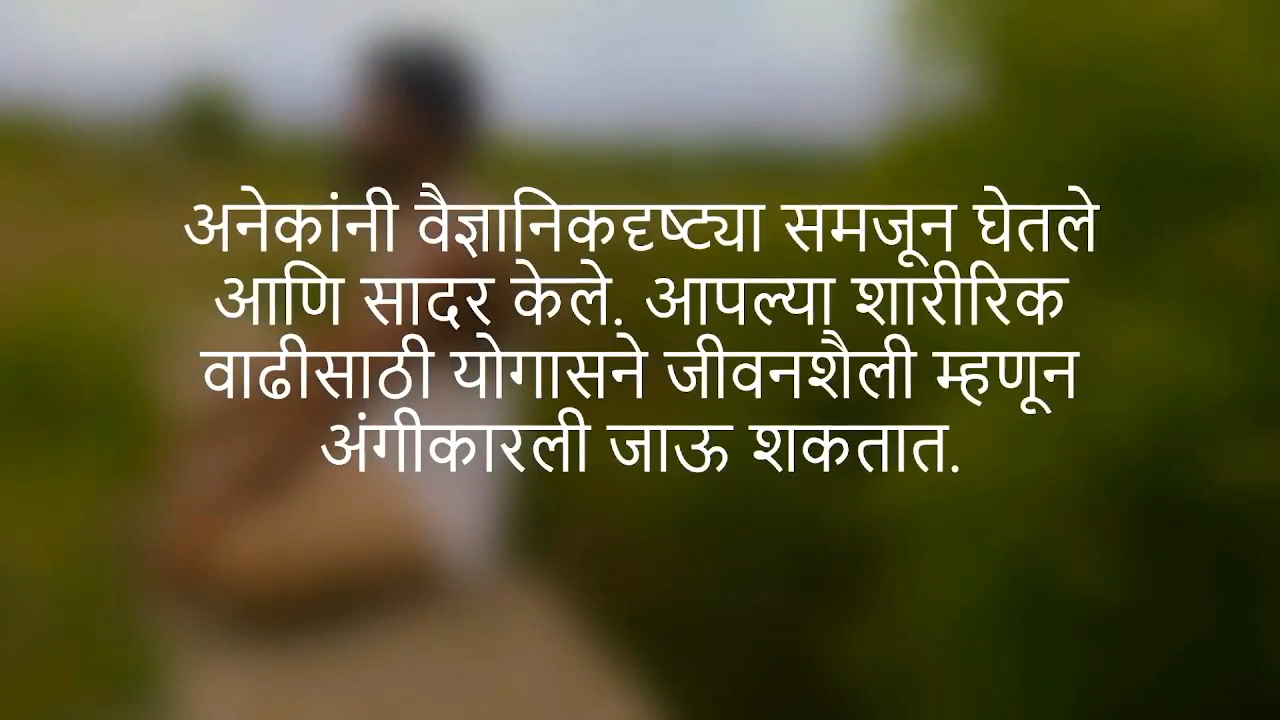 अनेकांनी वैज्ञानिकदृष्ट्या समजून घेतले
आणि सादर केले. आपल्या शारीरिक
वाढीसाठी योगासने जीवनशैली म्हणून
अंगीकारली जाऊ शकतात.